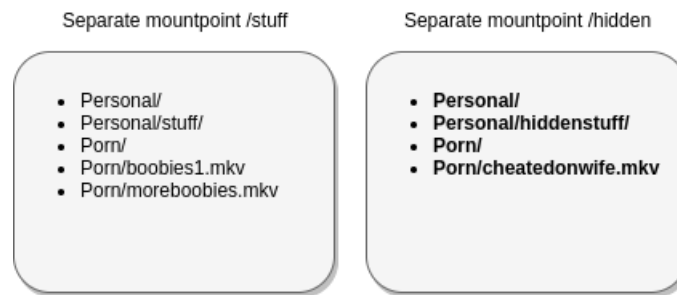 Separate mountpoint /stuff
Personal/
Personal/stuff/
Porn/
Porn/boobies1.mkv
Porn/moreboobies.mkv
Separate mountpoint /hidden
Personal/
Personal/hiddenstuff/
Porn/
Porn/cheatedonwife.mkv